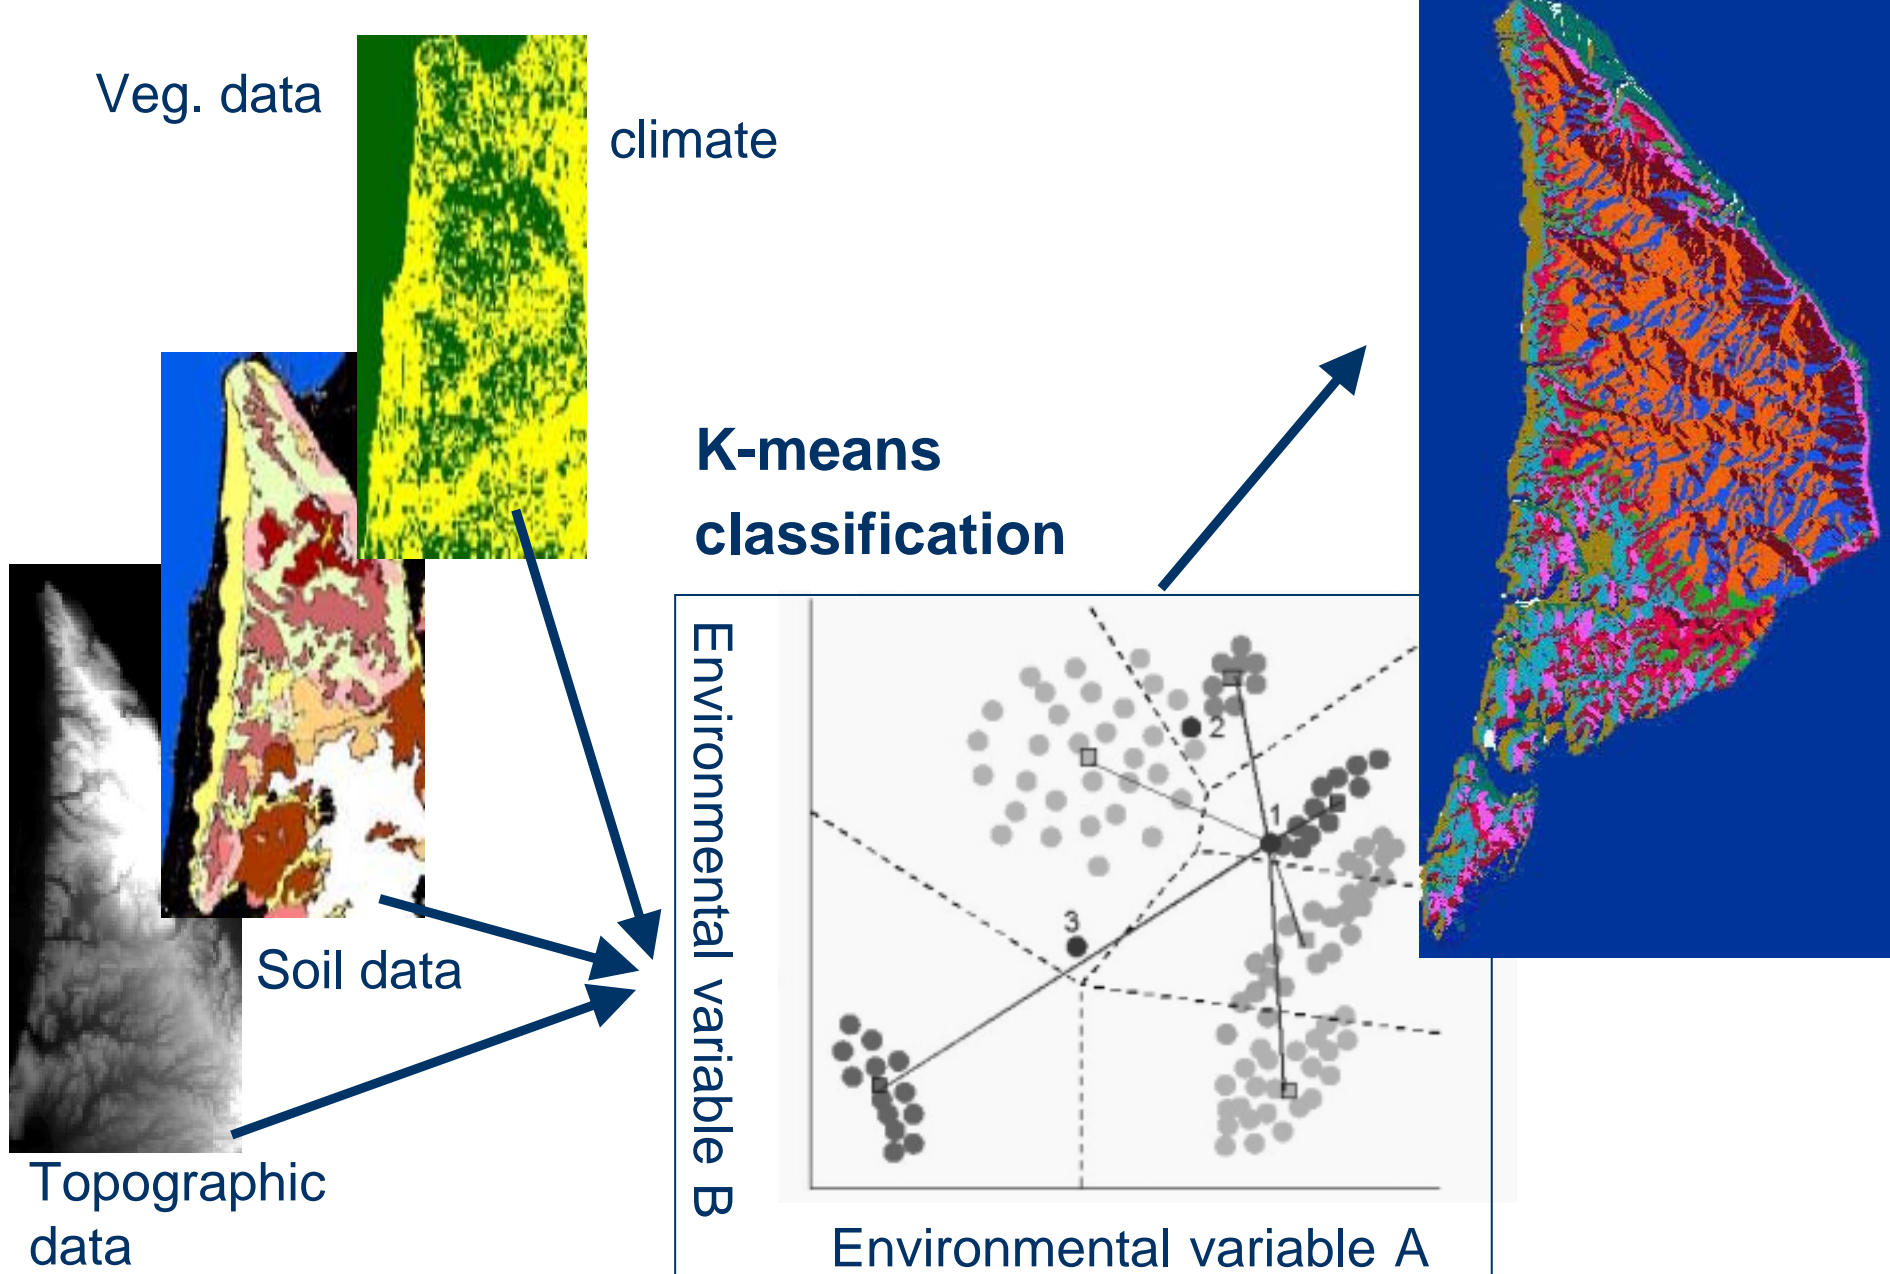 Veg. data
climate
K-means
classification
Soil data
Topographic
data
Environmental variable B
2
1
3
Environmental variable A